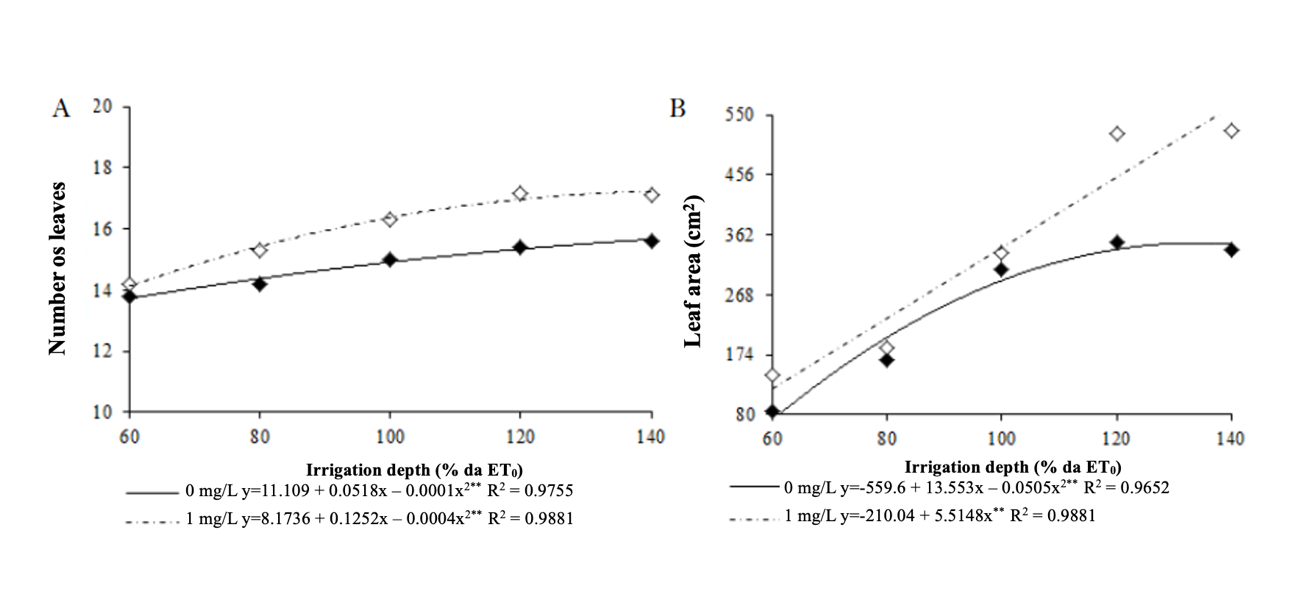 A
Number os leaves
20
18
16
14
12
10
60 80 100 120 140
Irrigation depth (% da ET₀)
0 mg/L y=11.109 + 0.0518x – 0.0001x²** R² = 0.9755
1 mg/L y=8.1736 + 0.1252x – 0.0004x²** R² = 0.9881
B
Leaf area (cm²)
550
456
362
268
174
80
60 80 100 120 140
Irrigation depth (% da ET₀)
0 mg/L y=-559.6 + 13.553x – 0.0505x²** R² = 0.9652
1 mg/L y=-210.04 + 5.5148x** R² = 0.9881